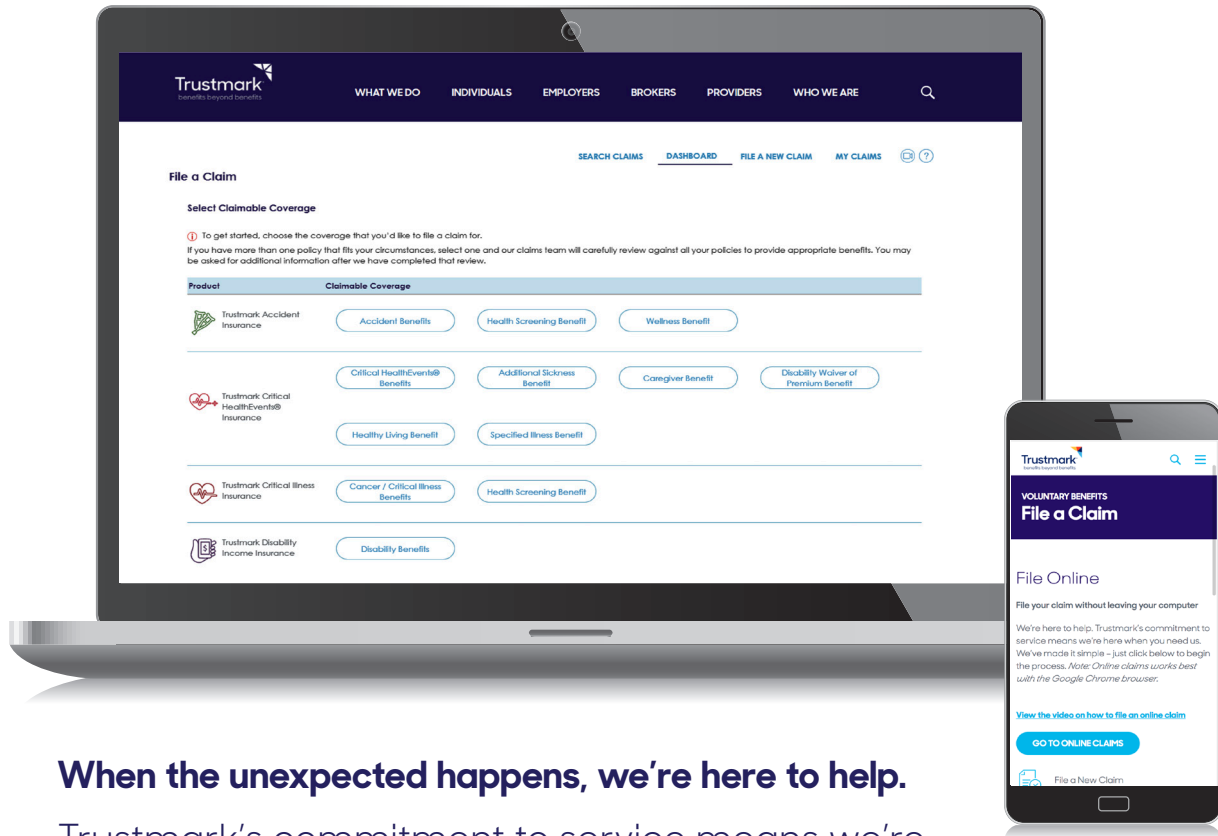 Trustmark
benefits beyond benefits
WHAT WE DO INDIVIDUALS EMPLOYERS BROKERS PROVIDERS WHO WE ARE
SEARCH CLAIMS DASHBOARD FILE A NEW CLAIM MY CLAIMS ?
File a Claim
Select Claimable Coverage
To get started, choose the coverage that you'd like to file a claim for.
If you have more than one policy that fits your circumstances, select one and our claims team will carefully review against all your policies to provide appropriate benefits. You may
be asked for additional information after we have completed that review.
Product Claimable Coverage
Trustmark Accident
Insurance
Accident Benefits
Health Screening Benefit
Wellness Benefit
Trustmark Critical
HealthEvents®
Insurance
Critical HealthEvents®
Benefits
Additional Sickness
Benefit
Caregiver Benefit
Disability Waiver of
Premium Benefit
Healthy Living Benefit
Specified Illness Benefit
Trustmark Critical Illness
Insurance
Cancer / Critical Illness
Benefits
Health Screening Benefit
Trustmark Disability
Income Insurance
Disability Benefits
Trustmark
benefits beyond benefits
VOLUNTARY BENEFITS
File a Claim
File Online
File your claim without leaving your computer
We're here to help. Trustmark's commitment to
service means we're here when you need us.
We've made it simple – just click below to begin
the process. Note: Online claims works best
with the Google Chrome browser.
View the video on how to file an online claim
GO TO ONLINE CLAIMS
File a New Claim
When the unexpected happens, we're here to help.
Trustmark's commitment to service means we're